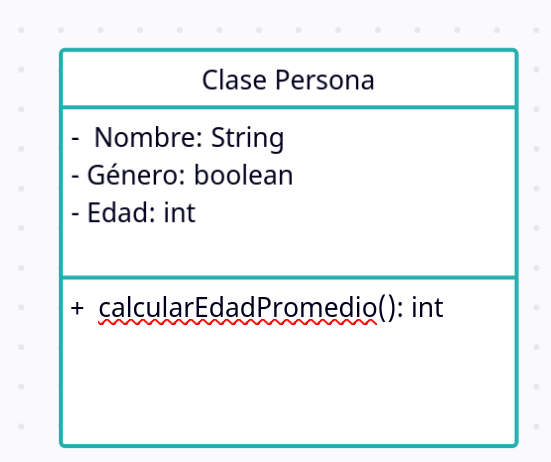 Clase Persona
-  Nombre: String
- Género: boolean
- Edad: int
+  calcularEdadPromedio(): int